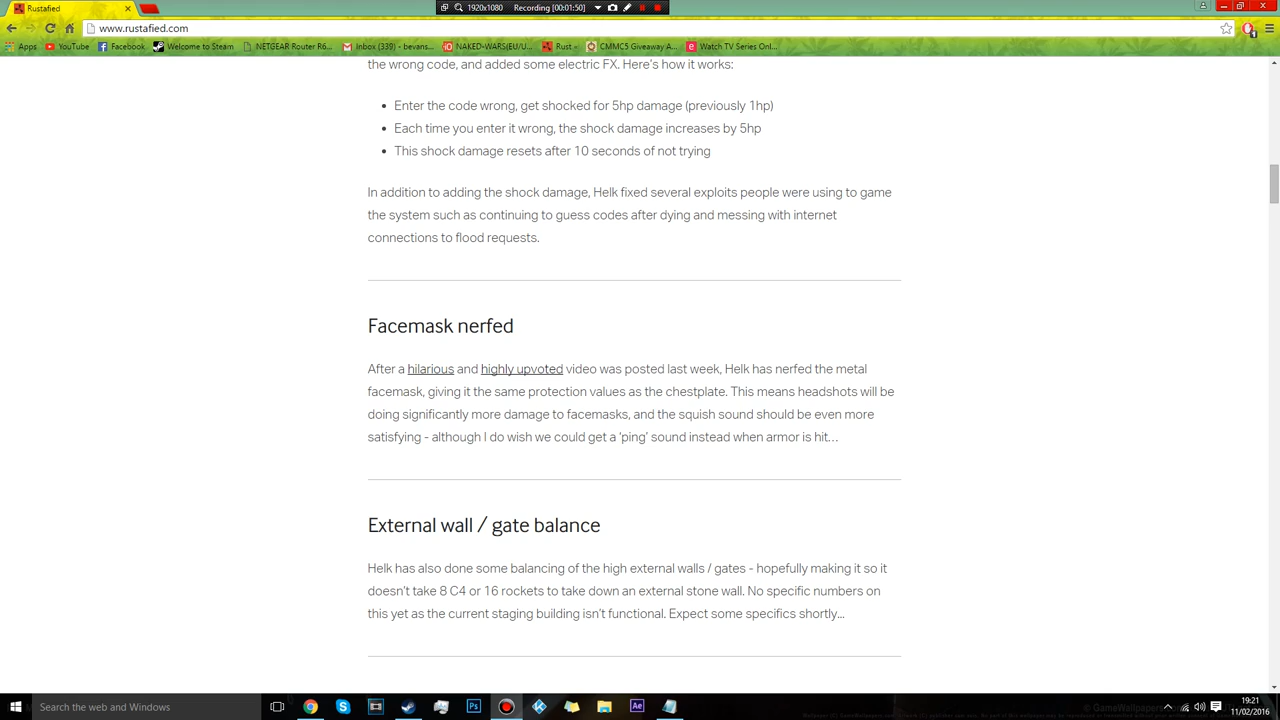 Rustafied
1920x1080 Recording [00:01:50]
www.rustafied.com
Apps YouTube Facebook Welcome to Steam NETGEAR Router R6... Inbox (339) - bevans... NAKED-WARS(EU/U... Rust - CMMC5 Giveaway A... Watch TV Series Onl...
the wrong code, and added some electric FX. Here's how it works:
• Enter the code wrong, get shocked for 5hp damage (previously 1hp)
• Each time you enter it wrong, the shock damage increases by 5hp
• This shock damage resets after 10 seconds of not trying
In addition to adding the shock damage, Helk fixed several exploits people were using to game
the system such as continuing to guess codes after dying and messing with internet
connections to flood requests.
Facemask nerfed
After a hilarious and highly upvoted video was posted last week, Helk has nerfed the metal
facemask, giving it the same protection values as the chestplate. This means headshots will be
doing significantly more damage to facemasks, and the squish sound should be even more
satisfying - although I do wish we could get a 'ping' sound instead when armor is hit...
External wall / gate balance
Helk has also done some balancing of the high external walls / gates - hopefully making it so it
doesn't take 8 C4 or 16 rockets to take down an external stone wall. No specific numbers on
this yet as the current staging building isn't functional. Expect some specifics shortly...
Search the web and Windows
Ps
Ae
19:21
11/02/2016